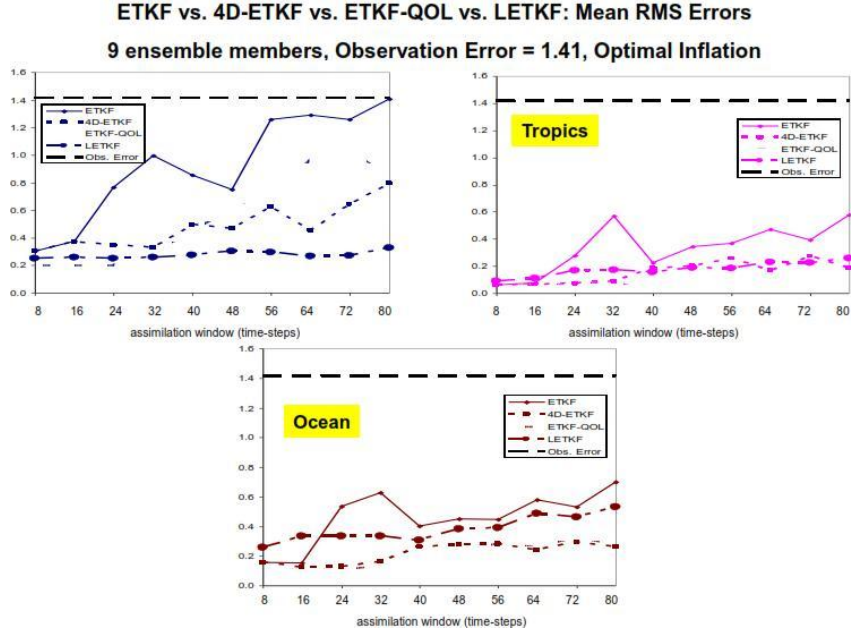 ETKF vs. 4D-ETKF vs. ETKF-QOL vs. LETKF: Mean RMS Errors
9 ensemble members, Observation Error = 1.41, Optimal Inflation
1.6
1.4
1.2
1.0
0.8
0.6
0.4
0.2
0.0
ETKF
4D-ETKF
ETKF-QOL
LETKF
Obs. Error
8 16 24 32 40 48 56 64 72 80
assimilation window (time-steps)
1.6
1.4
1.2
1.0
0.8
0.6
0.4
0.2
0.0
Tropics
ETKF
4D-ETKF
ETKF-QOL
LETKF
Obs. Error
8 16 24 32 40 48 56 64 72 80
assimilation window (time-steps)
1.6
1.4
1.2
1.0
0.8
0.6
0.4
0.2
0.0
Ocean
ETKF
4D-ETKF
ETKF-QOL
LETKF
Obs. Error
8 16 24 32 40 48 56 64 72 80
assimilation window (time-steps)